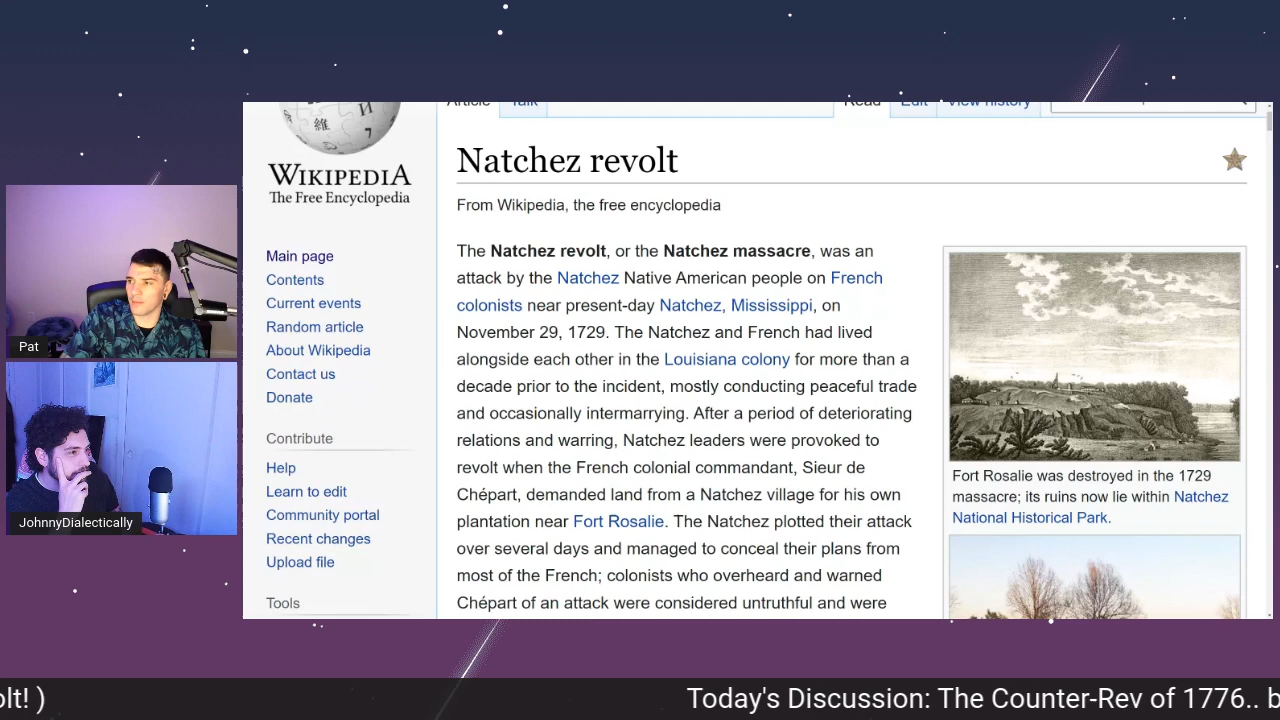 Article Talk Read Edit View history
WIKIPEDIA
The Free Encyclopedia
Main page
Contents
Current events
Random article
About Wikipedia
Contact us
Donate
Contribute
Help
Learn to edit
Community portal
Recent changes
Upload file
Tools
Natchez revolt
From Wikipedia, the free encyclopedia
The Natchez revolt, or the Natchez massacre, was an
attack by the Natchez Native American people on French
colonists near present-day Natchez, Mississippi, on
November 29, 1729. The Natchez and French had lived
alongside each other in the Louisiana colony for more than a
decade prior to the incident, mostly conducting peaceful trade
and occasionally intermarrying. After a period of deteriorating
relations and warring, Natchez leaders were provoked to
revolt when the French colonial commandant, Sieur de
Chépart, demanded land from a Natchez village for his own
plantation near Fort Rosalie. The Natchez plotted their attack
over several days and managed to conceal their plans from
most of the French; colonists who overheard and warned
Chépart of an attack were considered untruthful and were
Fort Rosalie was destroyed in the 1729
massacre; its ruins now lie within Natchez
National Historical Park.
Pat
JohnnyDialectically
olt! ) Today's Discussion: The Counter-Rev of 1776.. b